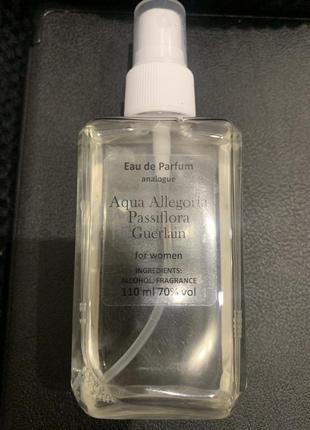 Eau de Parfum
analogue
Aqua Allegoria
Passiflora
Guerlain
for women
INGREDIENTS:
ALCOHOL, FRAGRANCE
110 ml 70% vol